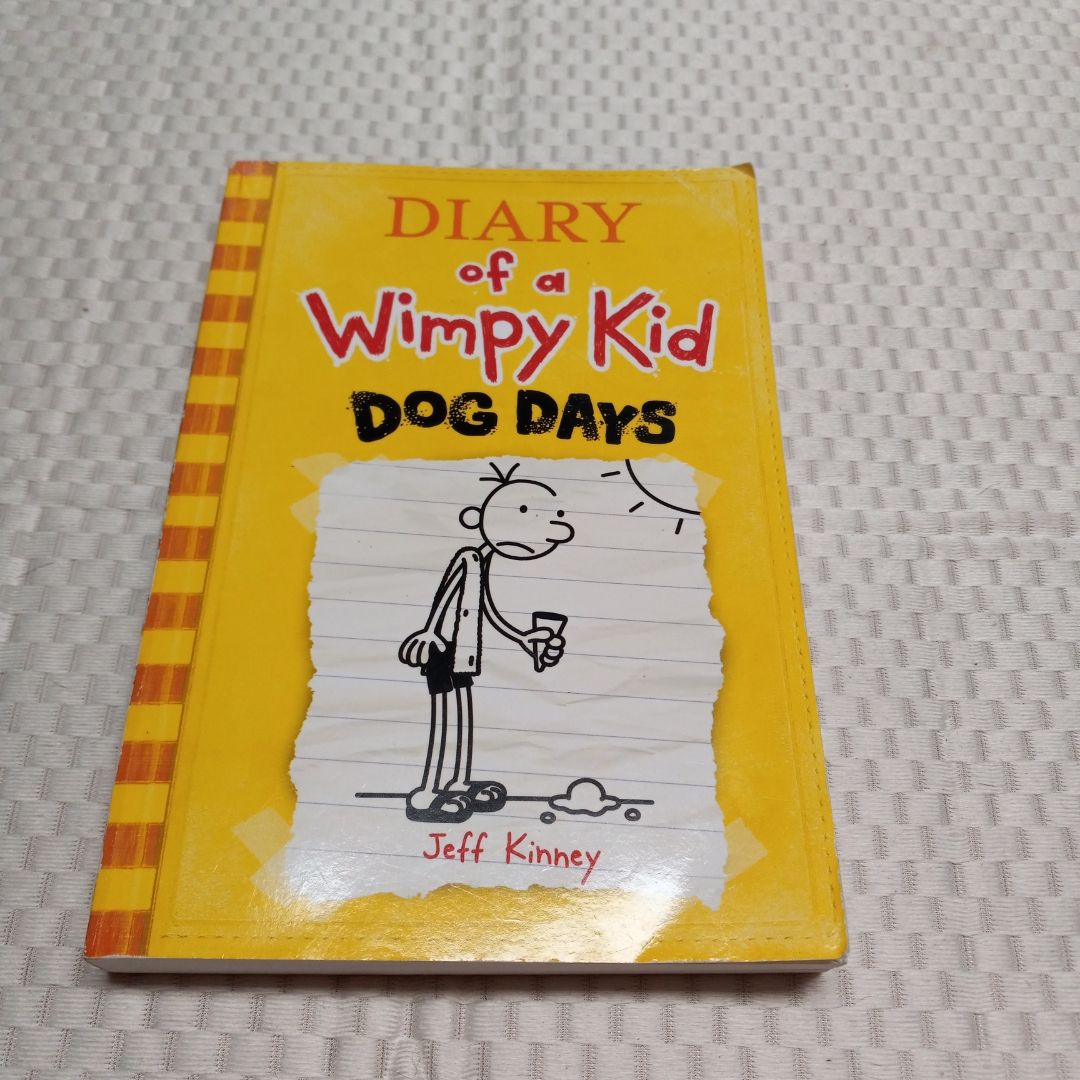 DIARY
of a
Wimpy Kid
DOG DAYS
Jeff Kinney